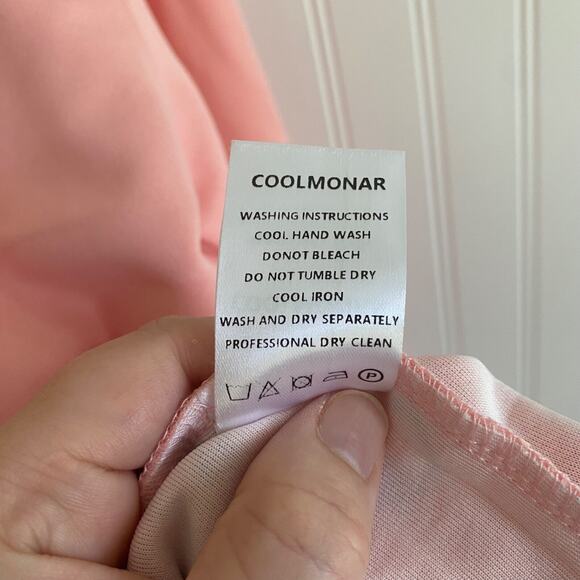 COOLMONAR
WASHING INSTRUCTIONS
COOL HAND WASH
DONOT BLEACH
DO NOT TUMBLE DRY
COOL IRON
WASH AND DRY SEPARATELY
PROFESSIONAL DRY CLEAN
P